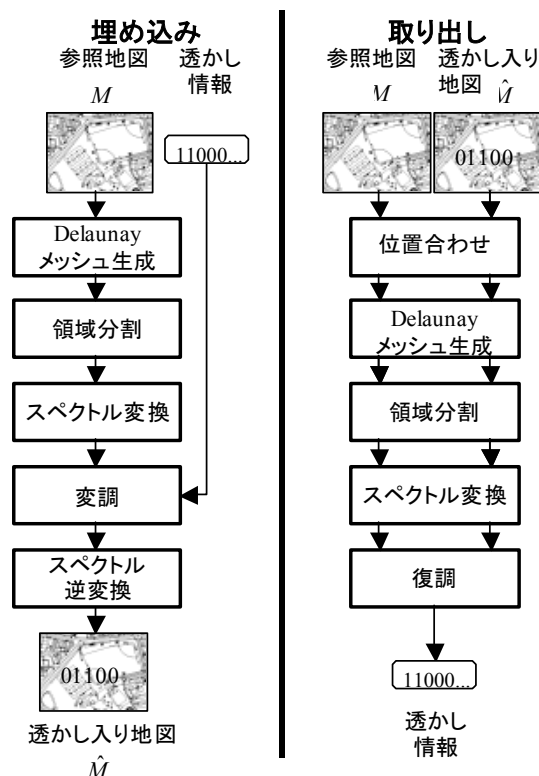 埋め込み
参照地図
透かし
情報
M
11000...
Delaunay
メッシュ生成
領域分割
スペクトル変換
変調
スペクトル
逆変換
01100
透かし入り地図
M̂
取り出し
参照地図
透かし入り
地図
M
M̂
01100
位置合わせ
Delaunay
メッシュ生成
領域分割
スペクトル変換
復調
11000...
透かし
情報